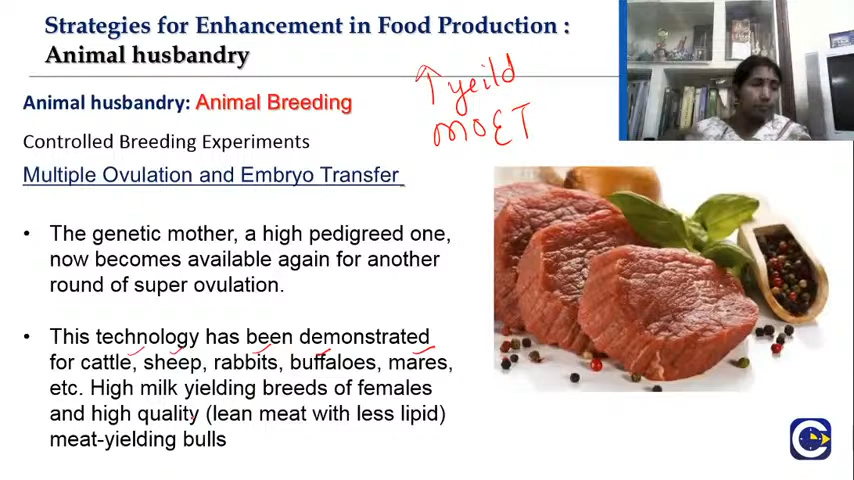 Strategies for Enhancement in Food Production :
Animal husbandry
↑ yeild
MOET
Animal husbandry: Animal Breeding
Controlled Breeding Experiments
Multiple Ovulation and Embryo Transfer
• The genetic mother, a high pedigreed one,
now becomes available again for another
round of super ovulation.
• This technology has been demonstrated
for cattle, sheep, rabbits, buffaloes, mares,
etc. High milk yielding breeds of females
and high quality (lean meat with less lipid)
meat-yielding bulls